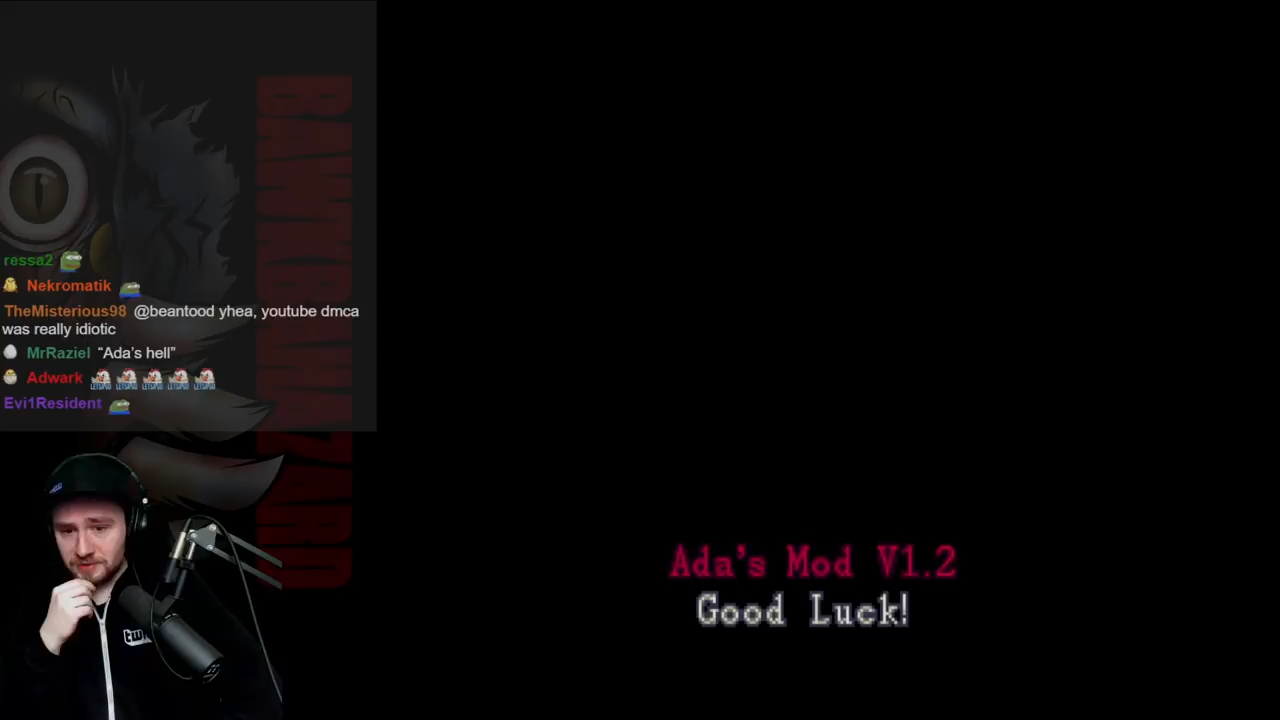 ressa2
Nekromatik
TheMisterious98 @beantood yhea, youtube dmca
was really idiotic
MrRaziel “Ada’s hell”
Adwark
Evi1Resident
Ada's Mod V1.2
Good Luck!